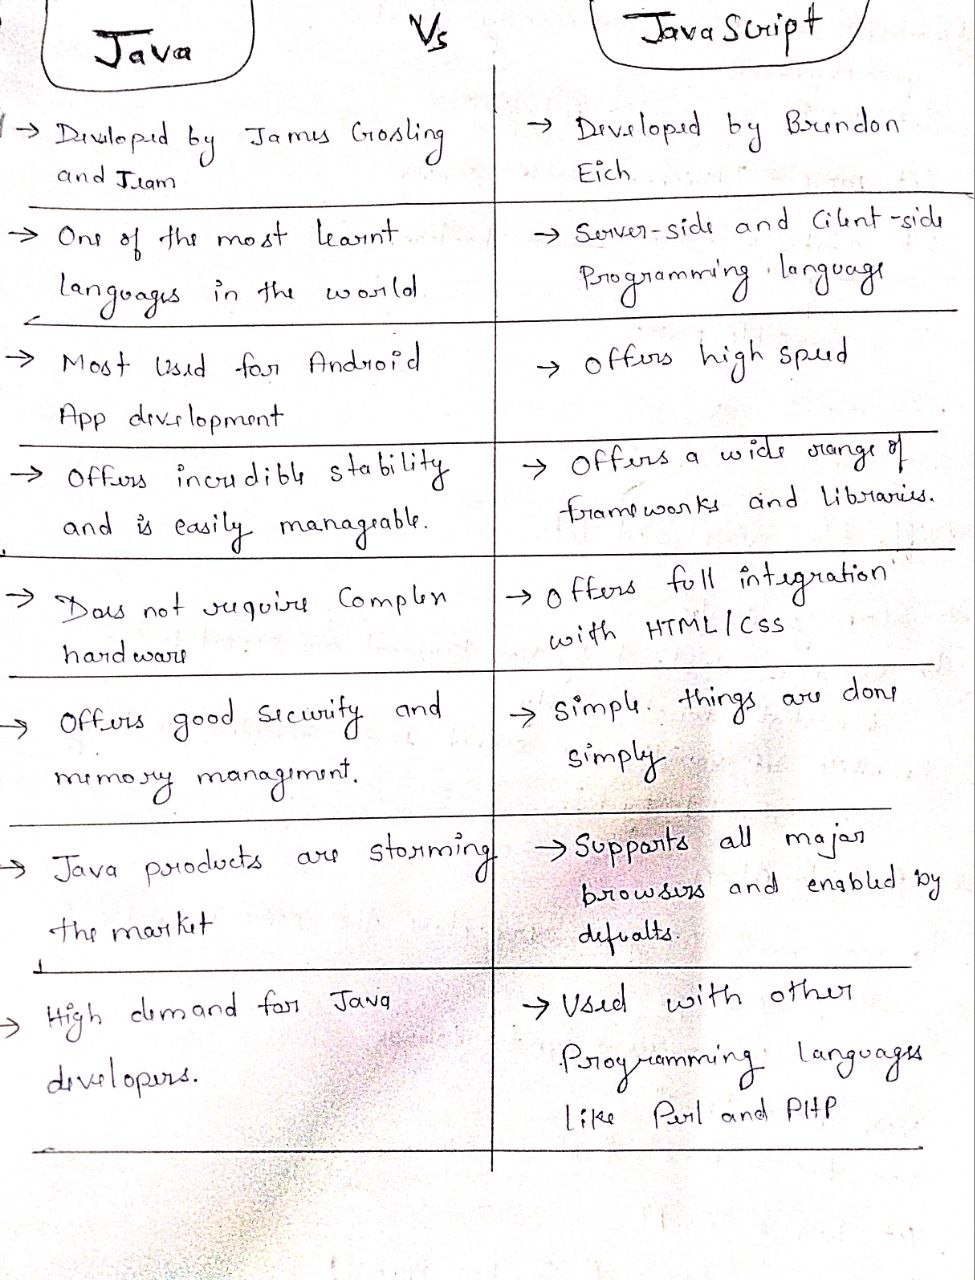 Java Vs JavaScript
→ Developed by James Gosling
and Team
→ Developed by Brendon
Eich
→ One of the most learnt
languages in the world
→ Server-side and Cilent-side
Programming language
→ Most Used for Android
App development
→ Offers high speed
→ Offers incredible stability
and is easily manageable.
→ Offers a wide range of
frameworks and libraries.
→ Does not require Complex
hardware
→ Offers full integration
with HTML/CSS
→ Offers good security and
memory management.
→ Simple things are done
simply
→ Java products are storming
the market
→ Supports all major
browsers and enabled by
defualts.
→ High demand for Java
developers.
→ Used with other
Programming languages
like Perl and PHP